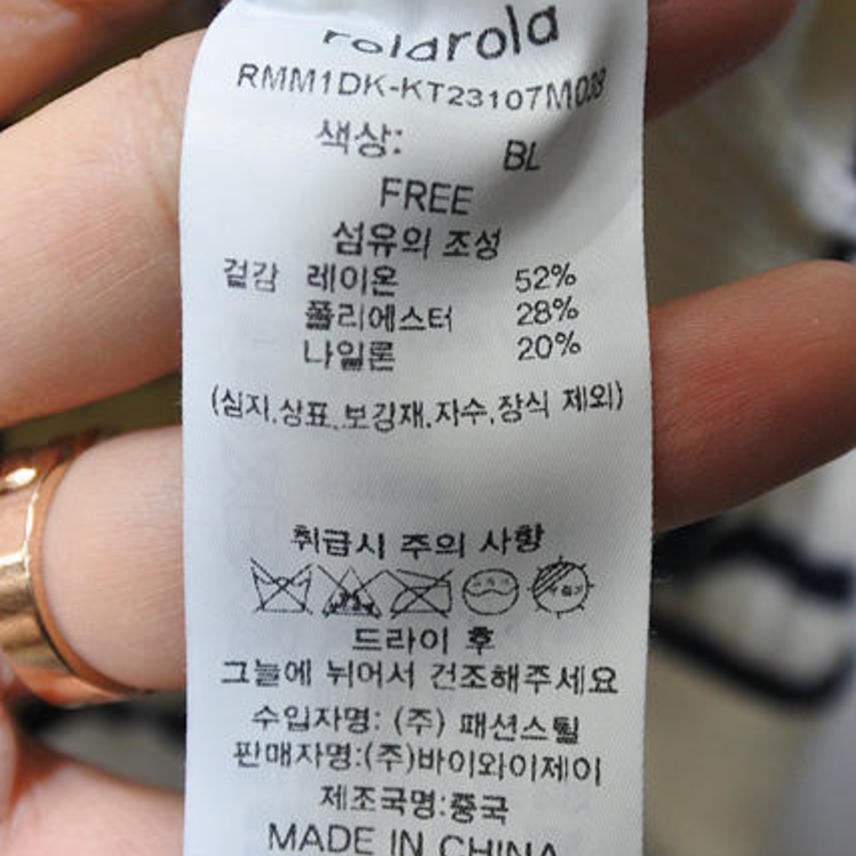 rolarola
RMM1DK-KT23107M038
색상: BL
FREE
섬유의 조성
겉감 레이온 52%
폴리에스터 28%
나일론 20%
(심지,상표,보깅재,자수,장식 제외)
취급시 주의 사항
드라이 후
그늘에 뉘어서 건조해주세요
수입자명: (주) 패션스틸
판매자명:(주)바이와이제이
제조국명:중국
MADE IN CHINA